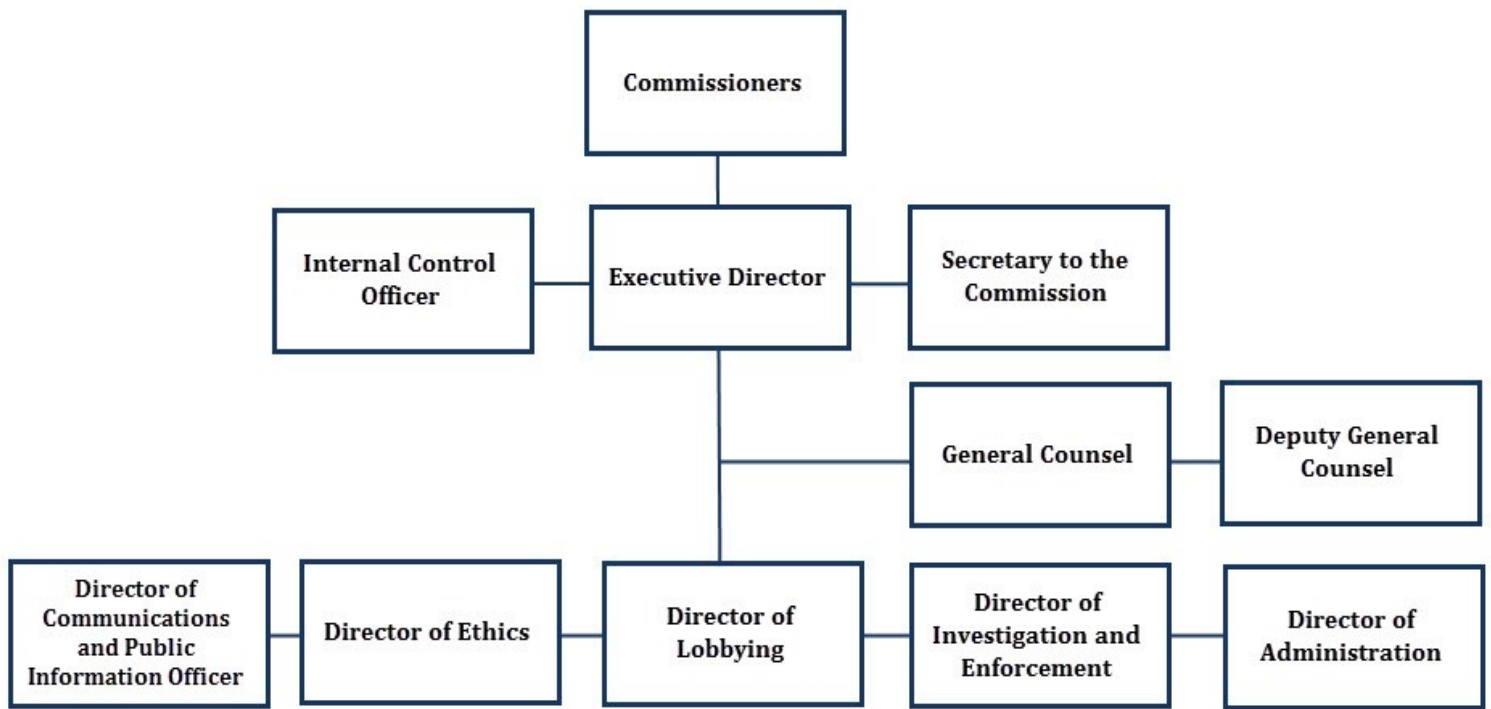 Commissioners
Internal Control
Officer
Executive Director
Secretary to the
Commission
General Counsel
Deputy General
Counsel
Director of
Communications
and Public
Information Officer
Director of Ethics
Director of
Lobbying
Director of
Investigation and
Enforcement
Director of
Administration